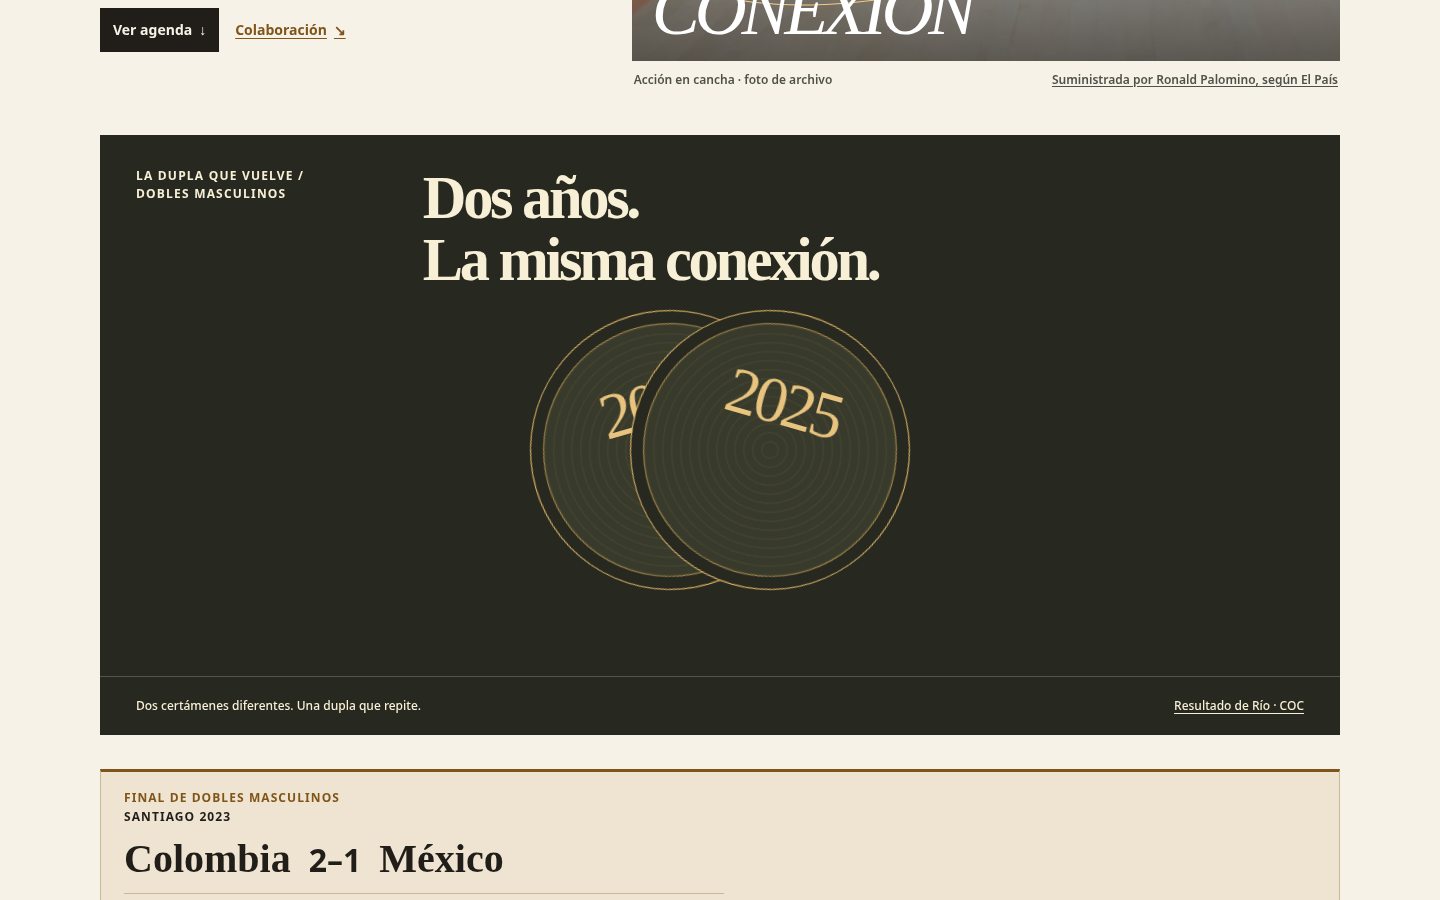 CONEXIÓN
Ver agenda ↓
Colaboración ↘
Acción en cancha · foto de archivo
Suministrada por Ronald Palomino, según El País
LA DUPLA QUE VUELVE /
DOBLES MASCULINOS
Dos años.
La misma conexión.
2025
Dos certámenes diferentes. Una dupla que repite.
Resultado de Río · COC
FINAL DE DOBLES MASCULINOS
SANTIAGO 2023
Colombia 2–1 México